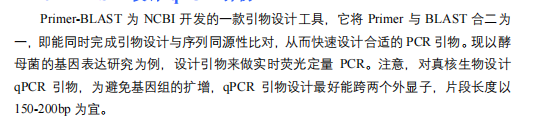 Primer-BLAST 为 NCBI 开发的一款引物设计工具，它将 Primer 与 BLAST 合二为
一，即能同时完成引物设计与序列同源性比对，从而快速设计合适的 PCR 引物。现以酵
母菌的基因表达研究为例，设计引物来做实时荧光定量 PCR。注意，对真核生物设计
qPCR 引物，为避免基因组的扩增，qPCR 引物设计最好能跨两个外显子，片段长度以
150-200bp 为宜。